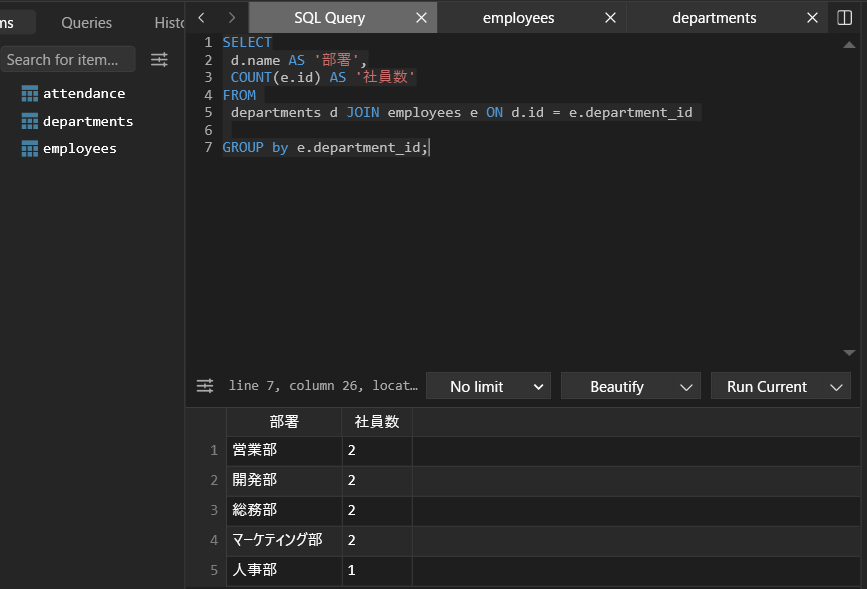 ms Queries Histo
SQL Query employees departments
Search for item...
attendance
departments
employees
1 SELECT
2 d.name AS '部署',
3 COUNT(e.id) AS '社員数'
4 FROM
5 departments d JOIN employees e ON d.id = e.department_id
6
7 GROUP by e.department_id;
line 7, column 26, locat… No limit Beautify Run Current
部署 社員数
1 営業部 2
2 開発部 2
3 総務部 2
4 マーケティング部 2
5 人事部 1